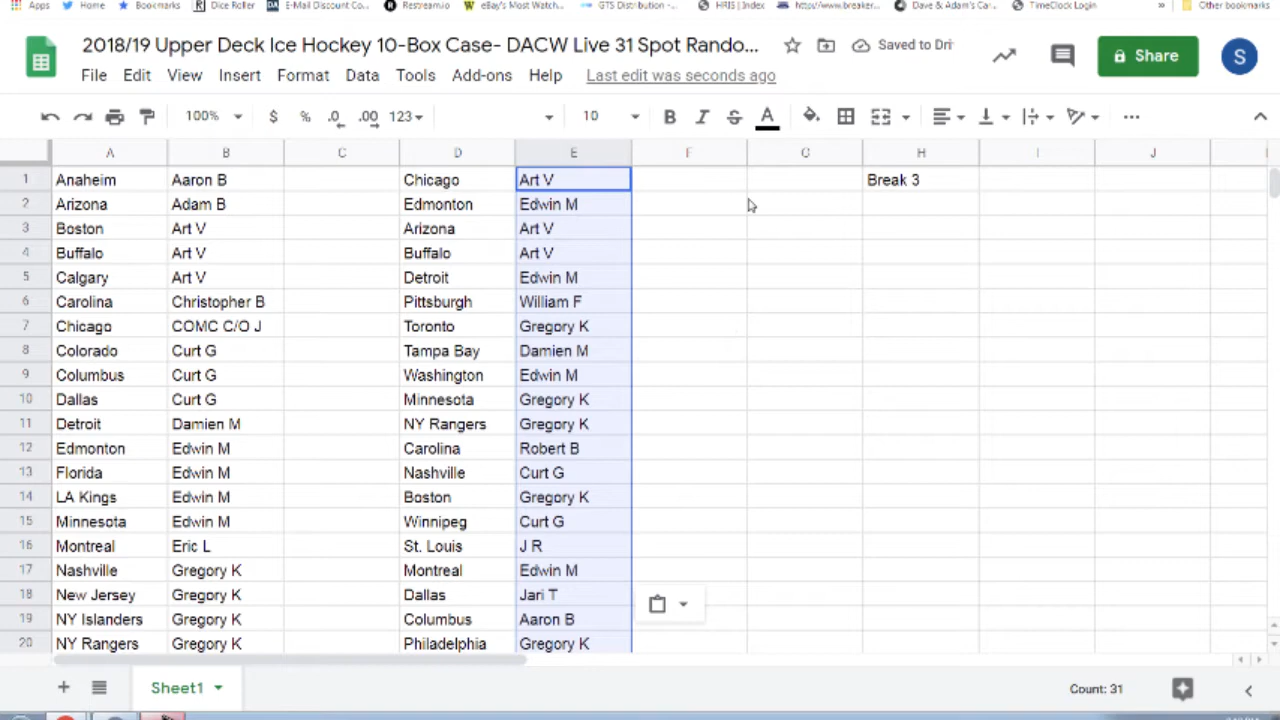 Apps Home Bookmarks Dice Roller E-Mail Discount Co... Restream.io eBay's Most Watch... GTS Distribution -... HRIS | Index http://www.breaker... Dave & Adam's Car... TimeClock Login » Other bookmarks
2018/19 Upper Deck Ice Hockey 10-Box Case- DACW Live 31 Spot Rando... Saved to Dri
Share S
File Edit View Insert Format Data Tools Add-ons Help Last edit was seconds ago
100% $ % .0 .00 123 10 B I S A ...
A B C D E F G H I J
1 Anaheim Aaron B Chicago Art V Break 3
2 Arizona Adam B Edmonton Edwin M
3 Boston Art V Arizona Art V
4 Buffalo Art V Buffalo Art V
5 Calgary Art V Detroit Edwin M
6 Carolina Christopher B Pittsburgh William F
7 Chicago COMC C/O J Toronto Gregory K
8 Colorado Curt G Tampa Bay Damien M
9 Columbus Curt G Washington Edwin M
10 Dallas Curt G Minnesota Gregory K
11 Detroit Damien M NY Rangers Gregory K
12 Edmonton Edwin M Carolina Robert B
13 Florida Edwin M Nashville Curt G
14 LA Kings Edwin M Boston Gregory K
15 Minnesota Edwin M Winnipeg Curt G
16 Montreal Eric L St. Louis J R
17 Nashville Gregory K Montreal Edwin M
18 New Jersey Gregory K Dallas Jari T
19 NY Islanders Gregory K Columbus Aaron B
20 NY Rangers Gregory K Philadelphia Gregory K
Sheet1 Count: 31